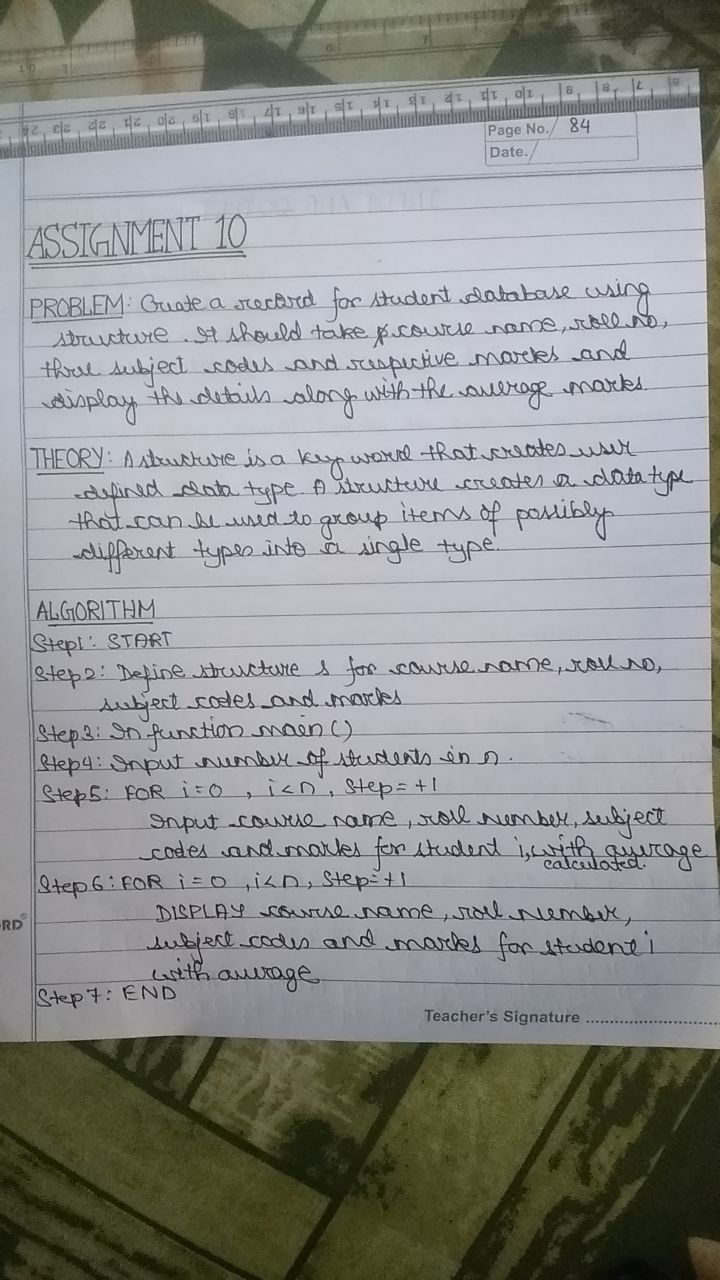 Page No. 84
Date.
ASSIGNMENT 10
PROBLEM: Create a record for student database using
structure. It should take course name, roll no,
three subject codes and respective marks and
display the details along with the average marks.
THEORY: A structure is a key word that creates user
defined data type. A structure creates a data type
that can be used to group items of possibly
different types into a single type.
ALGORITHM
Step1: START
Step2: Define structure s for course name, roll no,
subject codes and marks
Step3: In function main()
Step4: Input number of students in n.
Step5: FOR i=0, i<n, Step=+1
Input course name, roll number, subject
codes and marks for student i, with average
calculated.
Step6: FOR i=0, i<n, Step=+1
DISPLAY course name, roll number,
subject codes and marks for student i
with average
Step7: END
Teacher's Signature